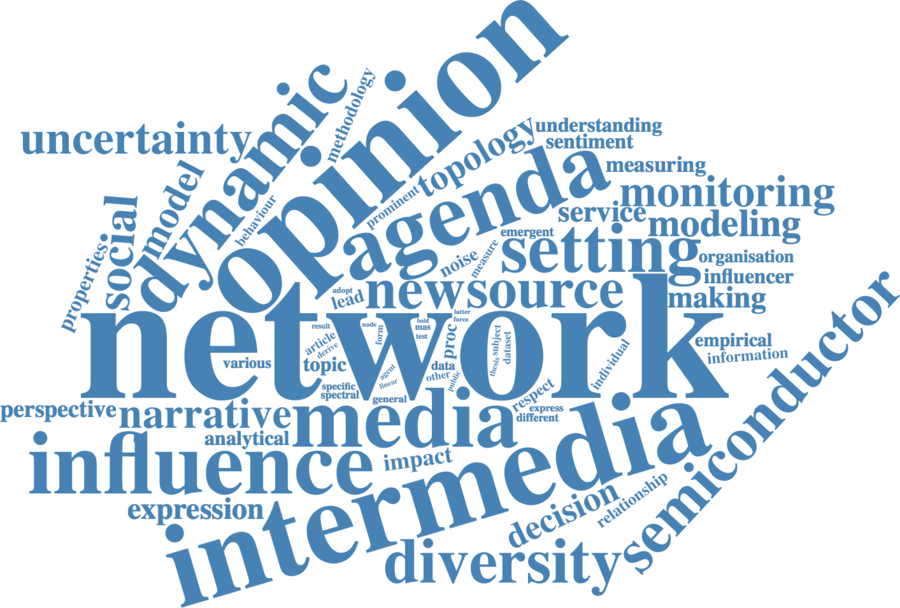 opinion
dynamic
methodology
uncertainty
understanding
sentiment
topology
agenda
measuring
model
behaviour
prominent
monitoring
service
modeling
social
properties
emergent
setting
noise
measure
organisation
influencer
adopt
lead
newsource
making
network
latter
force
hold
mas
test
node
form
result
article
derive
proc
subject
thesis
dataset
individual
empirical
information
various
topic
data
other
public
agent
linear
specific
spectral
general
respect
express
different
perspective
narrative
media
analytical
influence
impact
intermedia
semiconductor
expression
decision
relationship
diversity